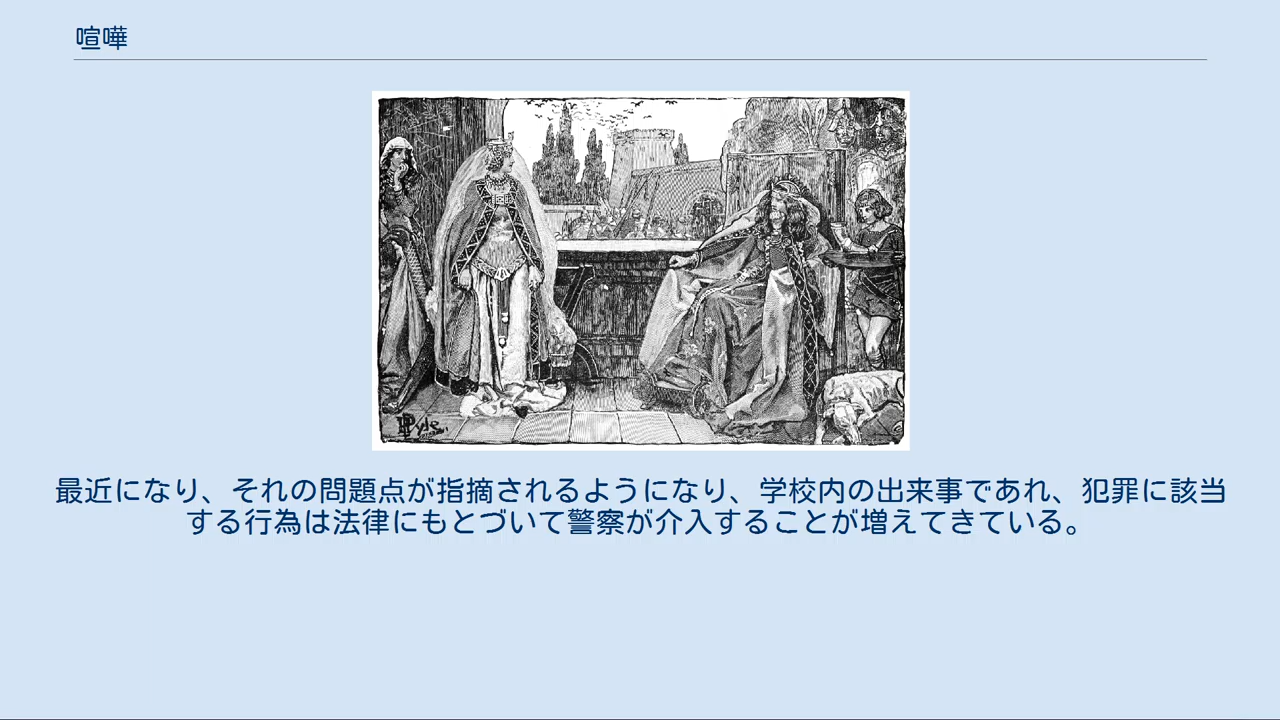 喧嘩
Pyle
最近になり、それの問題点が指摘されるようになり、学校内の出来事であれ、犯罪に該当
する行為は法律にもとづいて警察が介入することが増えてきている。